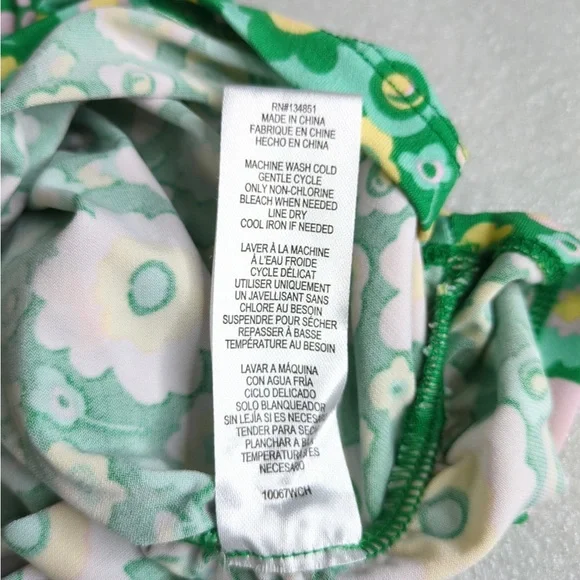 RN#134851
MADE IN CHINA
FABRIQUE EN CHINE
HECHO EN CHINA
MACHINE WASH COLD
GENTLE CYCLE
ONLY NON-CHLORINE
BLEACH WHEN NEEDED
LINE DRY
COOL IRON IF NEEDED
LAVER À LA MACHINE
À L'EAU FROIDE
CYCLE DÉLICAT
UTILISER UNIQUEMENT
UN JAVELLISANT SANS
CHLORE AU BESOIN
SUSPENDRE POUR SÉCHER
REPASSER À BASSE
TEMPÉRATURE AU BESOIN
LAVAR A MÁQUINA
CON AGUA FRÍA
CICLO DELICADO
SOLO BLANQUEADOR
SIN LEJÍA SI ES NECESARIO
TENDER PARA
PLANCHAR A
ES
NECESARIO
10067WCH